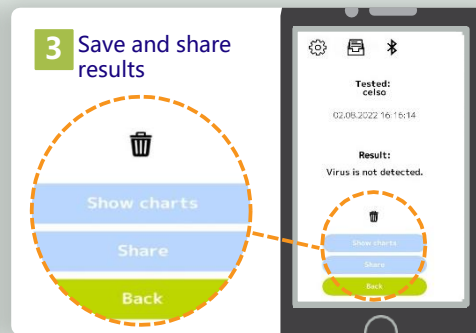 3 Save and share
results
Show charts
Share
Back
Tested:
celso
02.08.2022 16:16:14
Result:
Virus is not detected.
Show charts
Share
Back